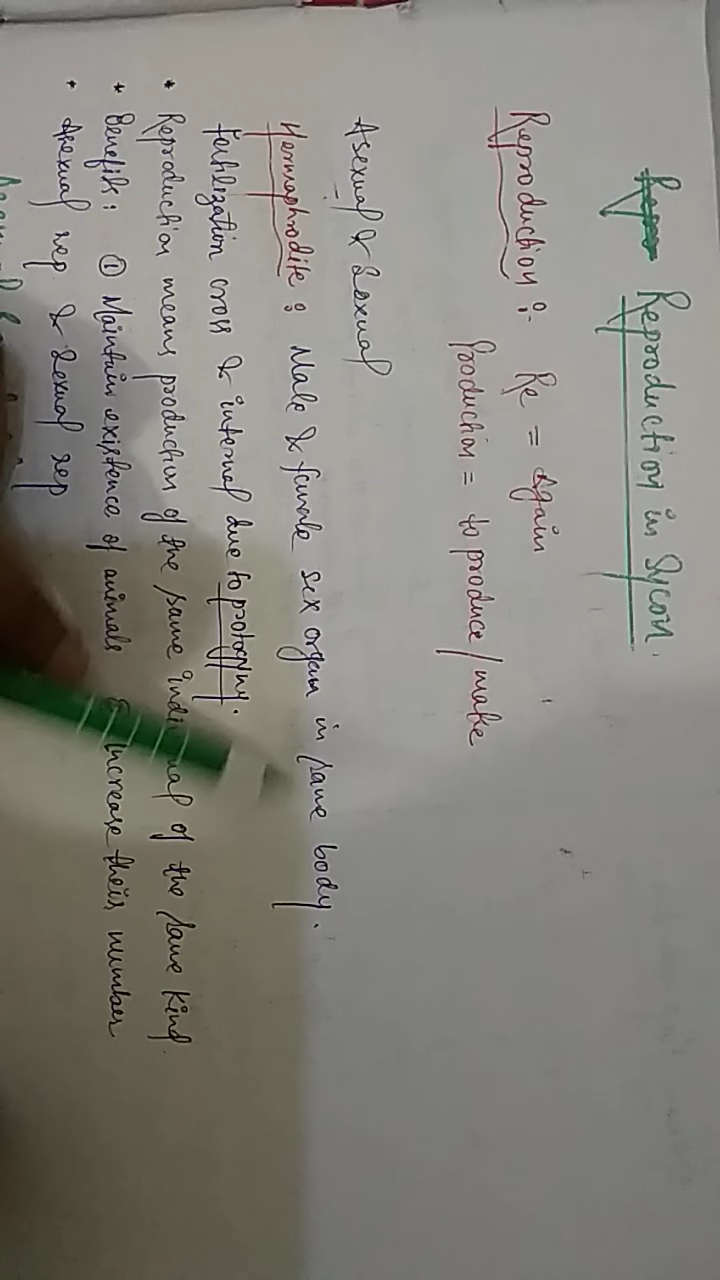 Reproduction in Sycon.
Reproduction :- Re = Again
Production = to produce / make
Asexual & Sexual
Hermaphrodite : Male & female sex organ in same body.
fertilization cross & internal due to protogyny.
* Reproduction means production of the same of the same kind.
* Benefits : ① Maintain existence of animals ② Increase their number
* Asexual rep & Sexual rep